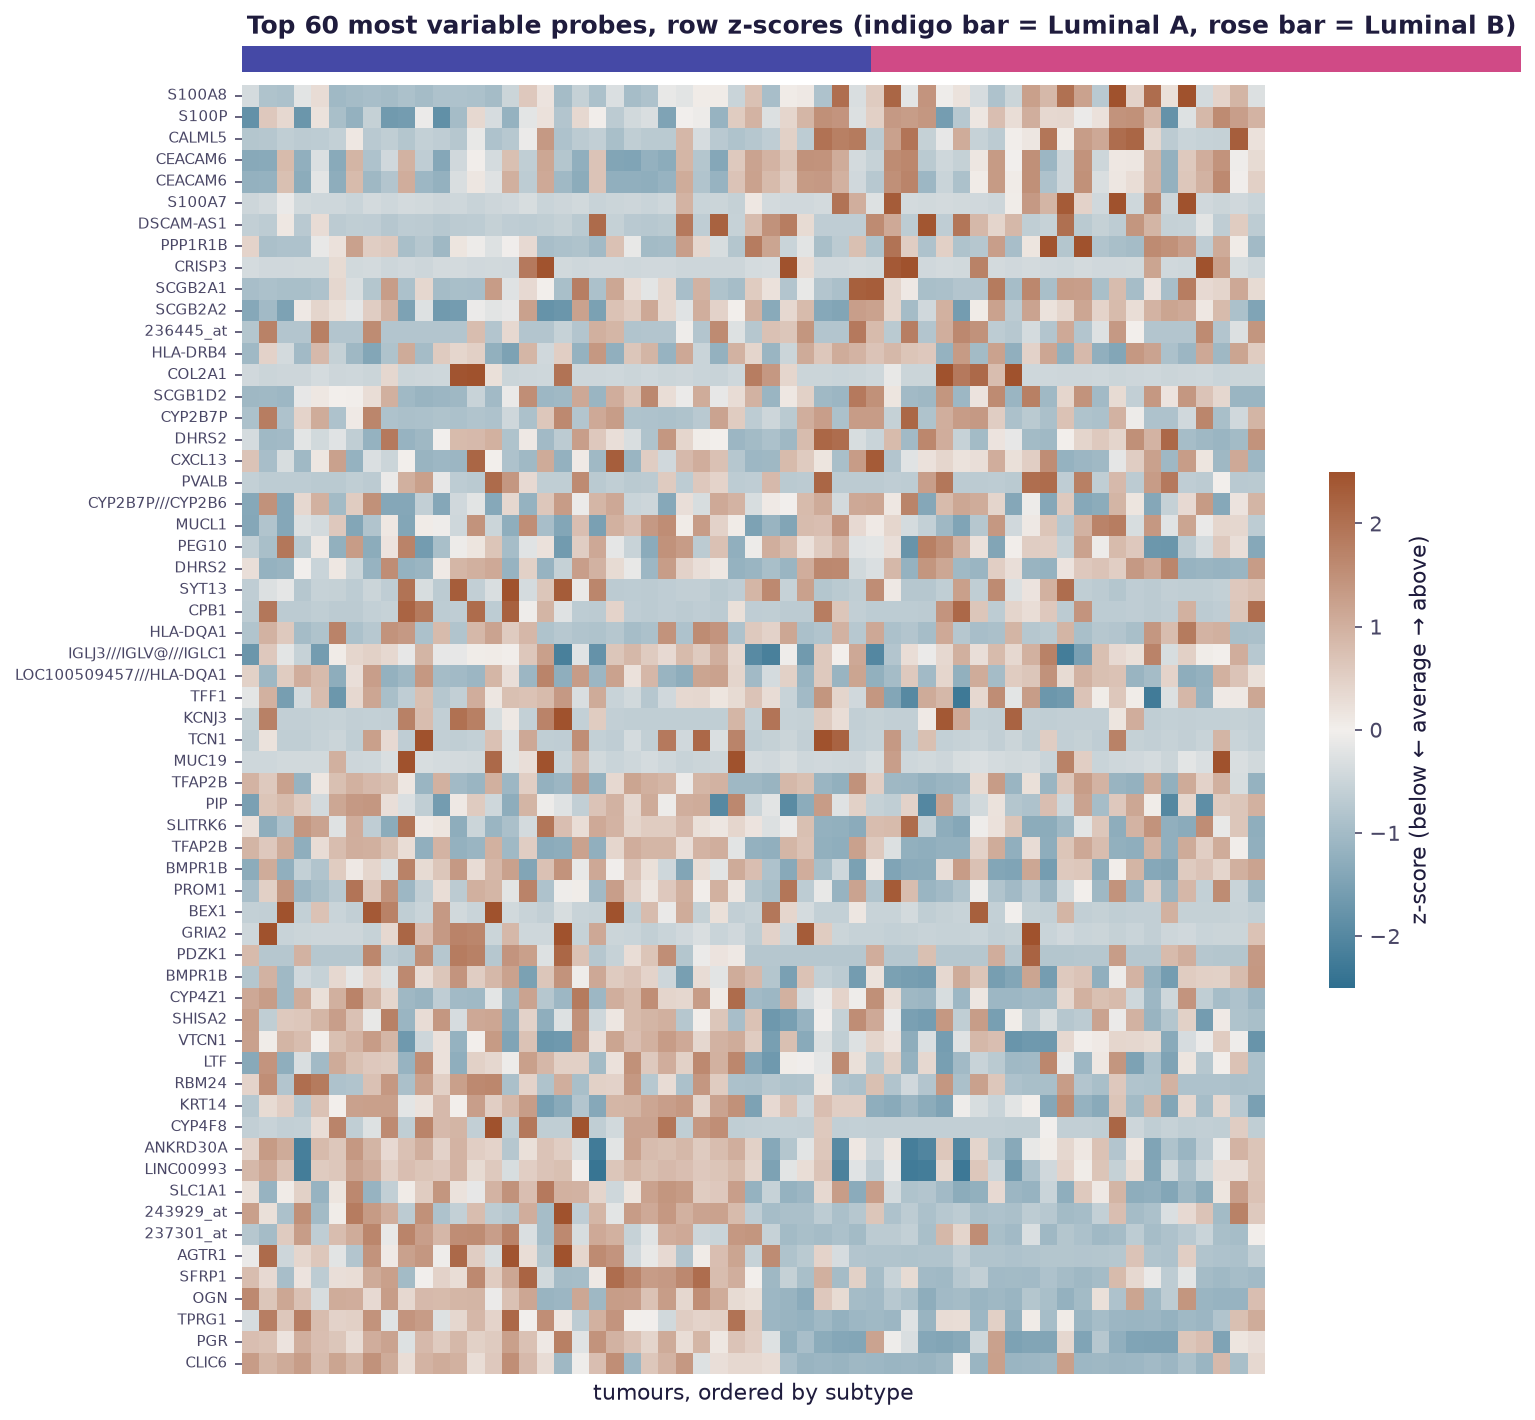 Top 60 most variable probes, row z-scores (indigo bar = Luminal A, rose bar = Luminal B)
S100A8
S100P
CALML5
CEACAM6
CEACAM6
S100A7
DSCAM-AS1
PPP1R1B
CRISP3
SCGB2A1
SCGB2A2
236445_at
HLA-DRB4
COL2A1
SCGB1D2
CYP2B7P
DHRS2
CXCL13
PVALB
CYP2B7P///CYP2B6
MUCL1
PEG10
DHRS2
SYT13
CPB1
HLA-DQA1
IGLJ3///IGLV@///IGLC1
LOC100509457///HLA-DQA1
TFF1
KCNJ3
TCN1
MUC19
TFAP2B
PIP
SLITRK6
TFAP2B
BMPR1B
PROM1
BEX1
GRIA2
PDZK1
BMPR1B
CYP4Z1
SHISA2
VTCN1
LTF
RBM24
KRT14
CYP4F8
ANKRD30A
LINC00993
SLC1A1
243929_at
237301_at
AGTR1
SFRP1
OGN
TPRG1
PGR
CLIC6
tumours, ordered by subtype
2
1
0
−1
−2
z-score (below ← average → above)